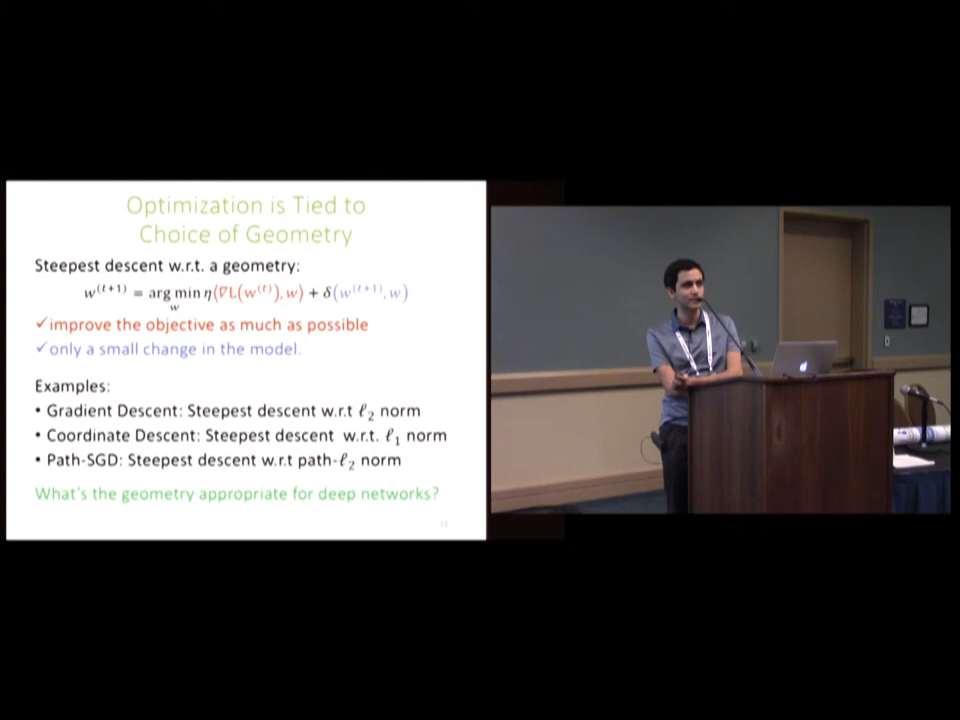 Optimization is Tied to
Choice of Geometry
Steepest descent w.r.t. a geometry:
w^(t+1) = arg min_w η⟨∇L(w^(t)), w⟩ + δ(w^(t+1), w)
✓improve the objective as much as possible
✓only a small change in the model.
Examples:
• Gradient Descent: Steepest descent w.r.t ℓ₂ norm
• Coordinate Descent: Steepest descent w.r.t. ℓ₁ norm
• Path-SGD: Steepest descent w.r.t path-ℓ₂ norm
What's the geometry appropriate for deep networks?